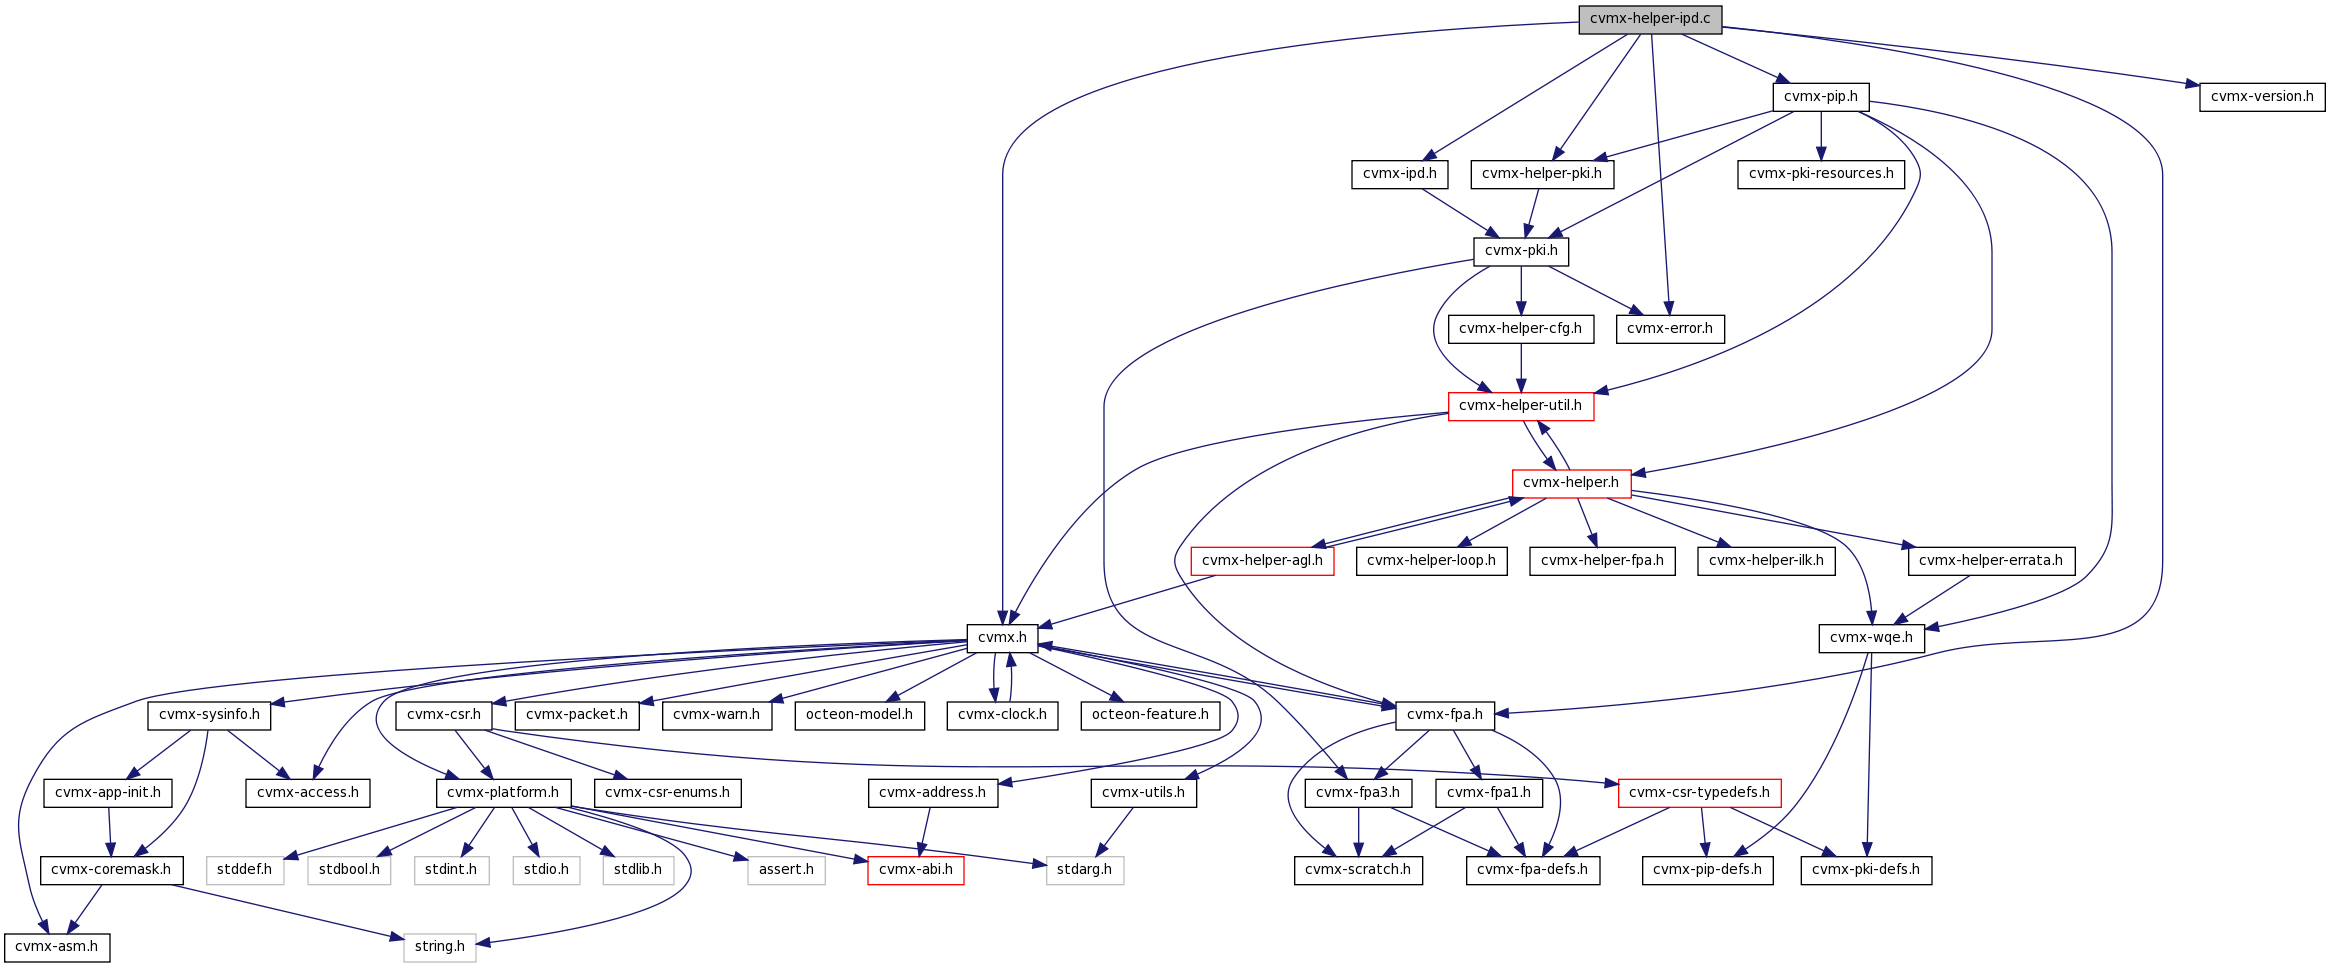 cvmx-helper-ipd.c
cvmx-pip.h
cvmx-version.h
cvmx-ipd.h
cvmx-helper-pki.h
cvmx-pki-resources.h
cvmx-pki.h
cvmx-helper-cfg.h
cvmx-error.h
cvmx-helper-util.h
cvmx-helper.h
cvmx-helper-agl.h
cvmx-helper-loop.h
cvmx-helper-fpa.h
cvmx-helper-ilk.h
cvmx-helper-errata.h
cvmx.h
cvmx-wqe.h
cvmx-sysinfo.h
cvmx-csr.h
cvmx-packet.h
cvmx-warn.h
octeon-model.h
cvmx-clock.h
octeon-feature.h
cvmx-fpa.h
cvmx-app-init.h
cvmx-access.h
cvmx-platform.h
cvmx-csr-enums.h
cvmx-address.h
cvmx-utils.h
cvmx-fpa3.h
cvmx-fpa1.h
cvmx-csr-typedefs.h
cvmx-coremask.h
stddef.h
stdbool.h
stdint.h
stdio.h
stdlib.h
assert.h
cvmx-abi.h
stdarg.h
cvmx-scratch.h
cvmx-fpa-defs.h
cvmx-pip-defs.h
cvmx-pki-defs.h
cvmx-asm.h
string.h